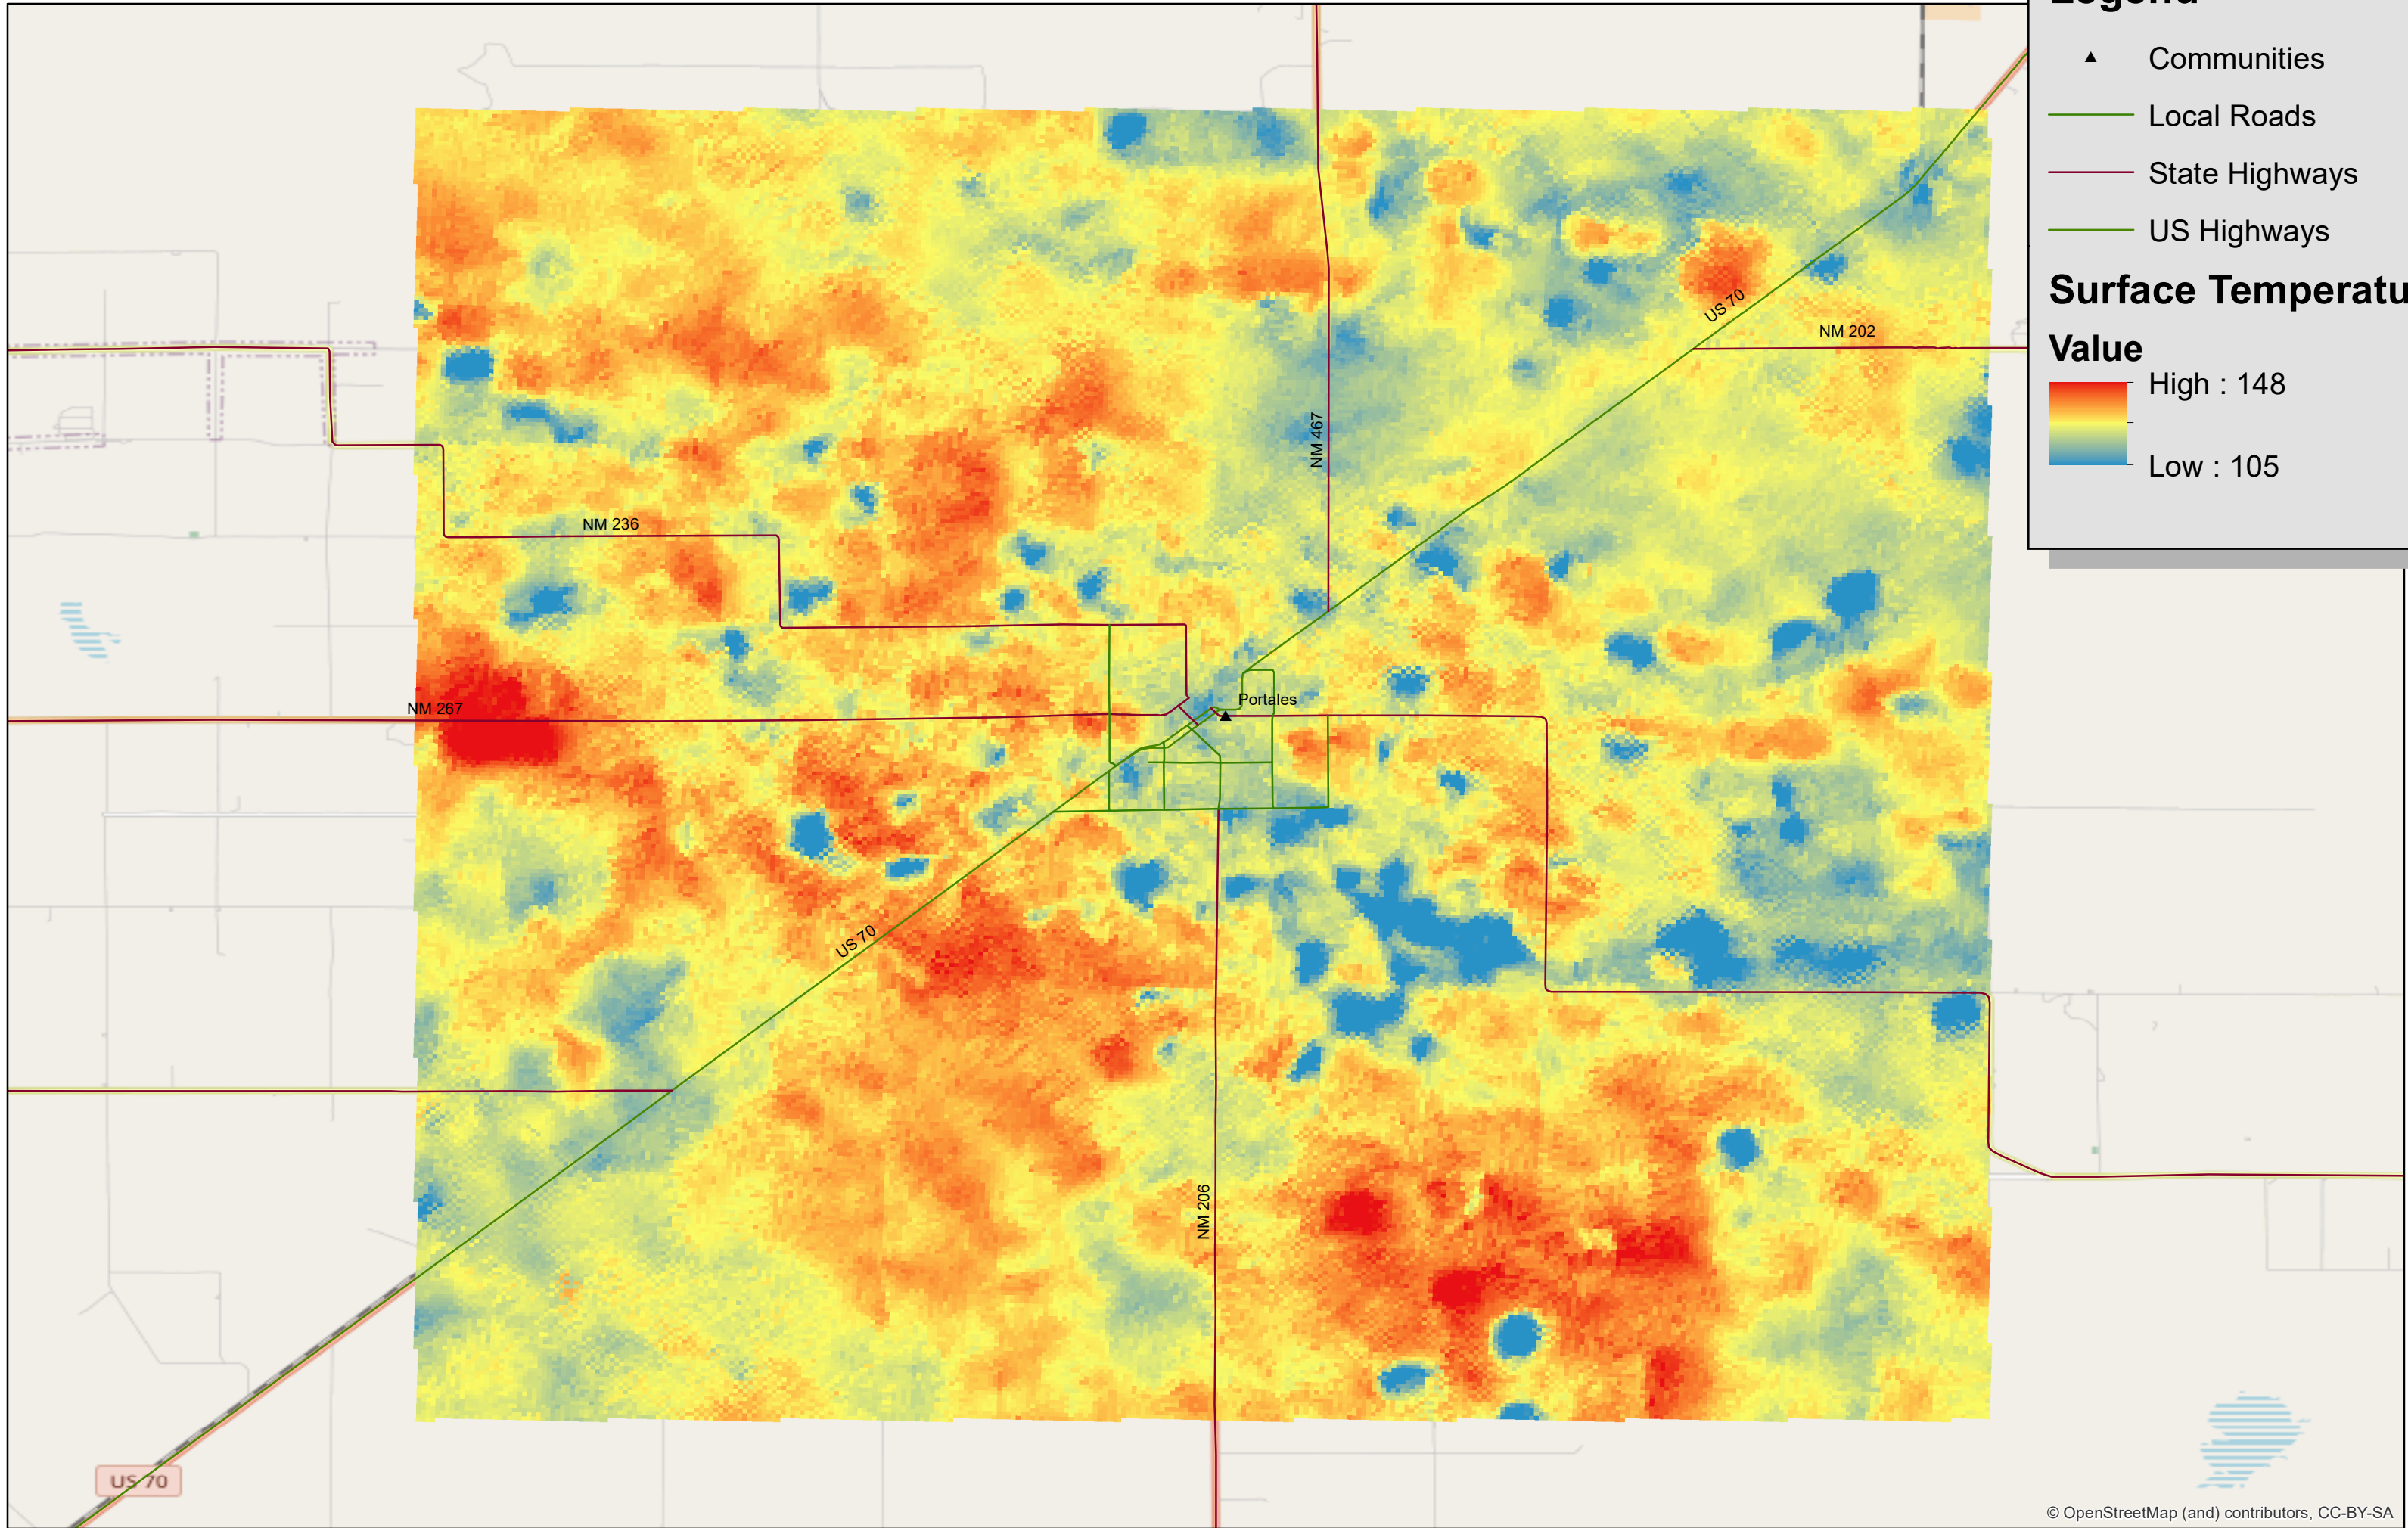 Legend
Communities
Local Roads
State Highways
US Highways
Surface Temperatu
Value
High : 148
Low : 105
US 70
NM 202
NM 467
NM 236
Portales
NM 267
US 70
NM 206
US 70
© OpenStreetMap (and) contributors, CC-BY-SA